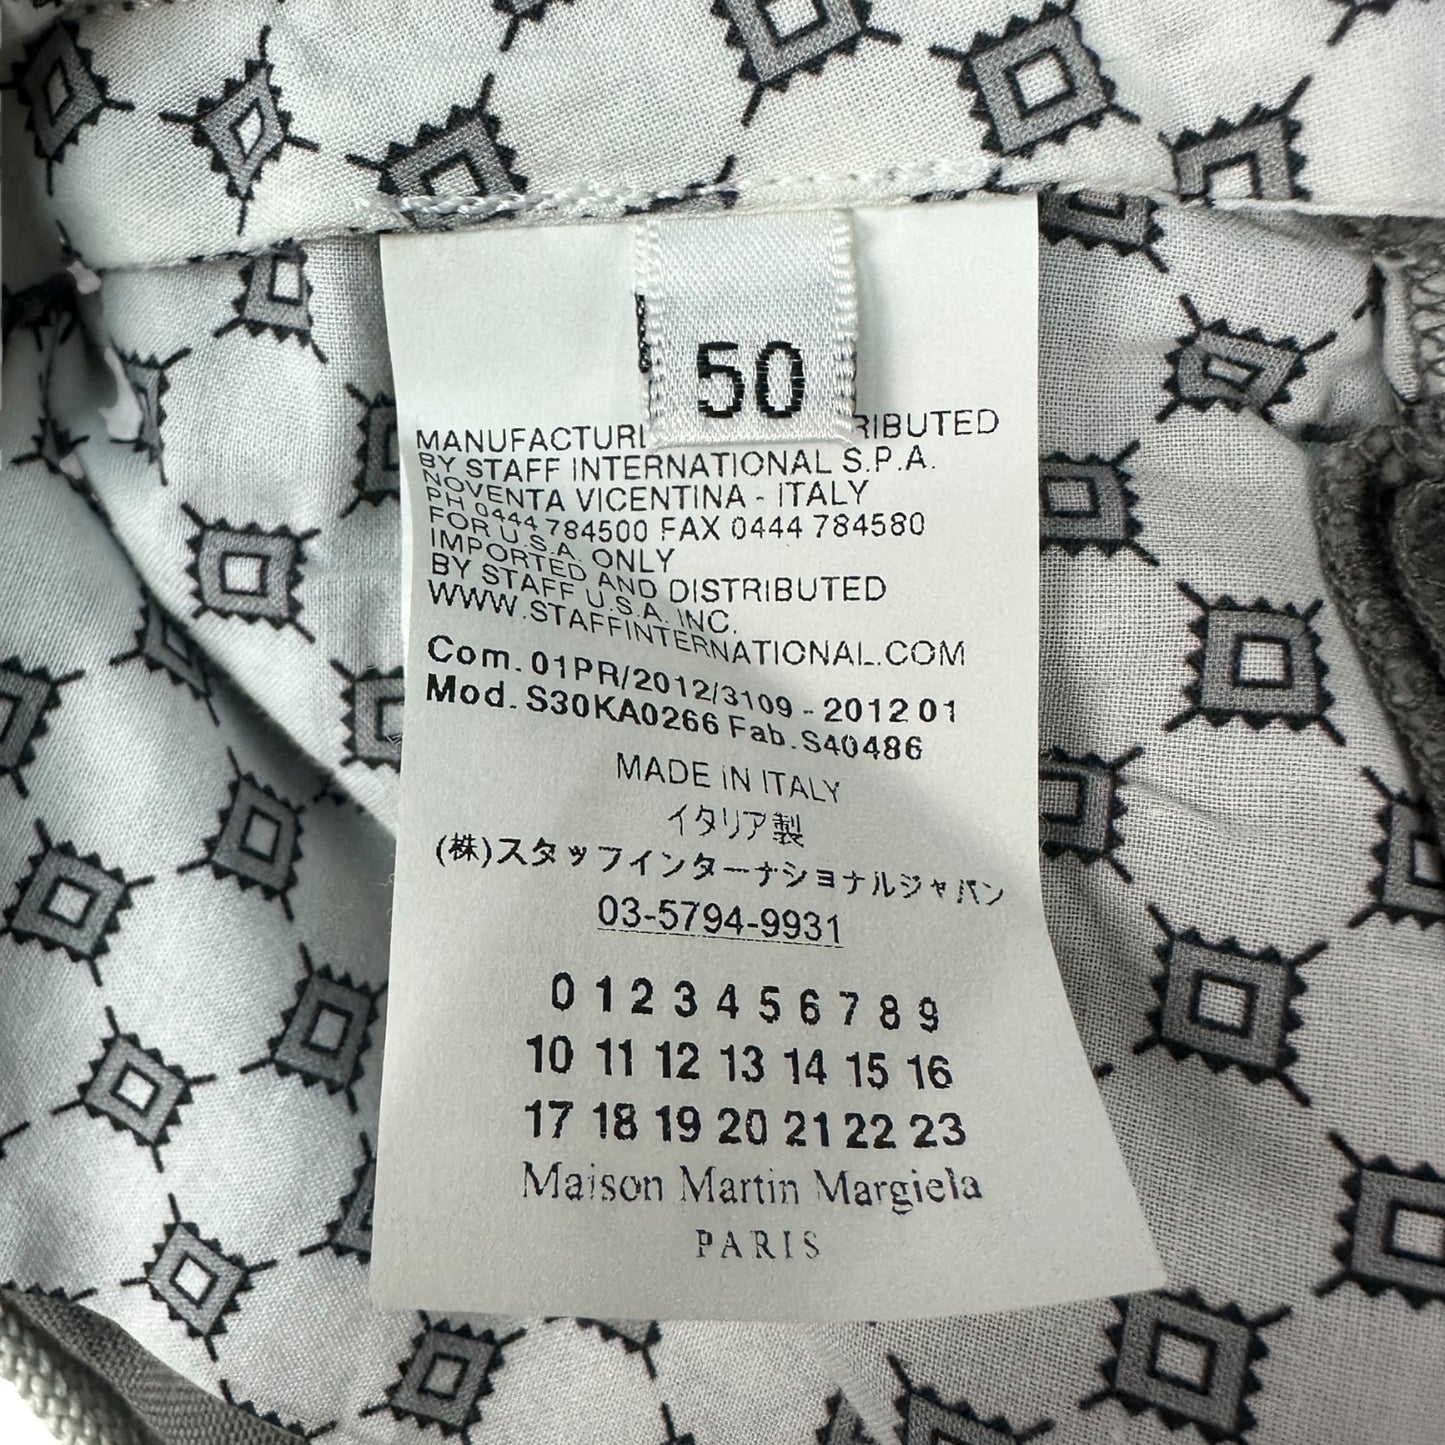 50
MANUFACTUR RIBUTED
BY STAFF INTERNATIONAL S.P.A.
NOVENTA VICENTINA - ITALY
PH 0444 784500 FAX 0444 784580
FOR U.S.A. ONLY
IMPORTED AND DISTRIBUTED
BY STAFF U.S.A. INC.
WWW.STAFFINTERNATIONAL.COM
Com. 01PR/2012/3109 - 2012 01
Mod. S30KA0266 Fab. S40486
MADE IN ITALY
イタリア製
(株)スタッフインターナショナルジャパン
03-5794-9931
0 1 2 3 4 5 6 7 8 9
10 11 12 13 14 15 16
17 18 19 20 21 22 23
Maison Martin Margiela
PARIS